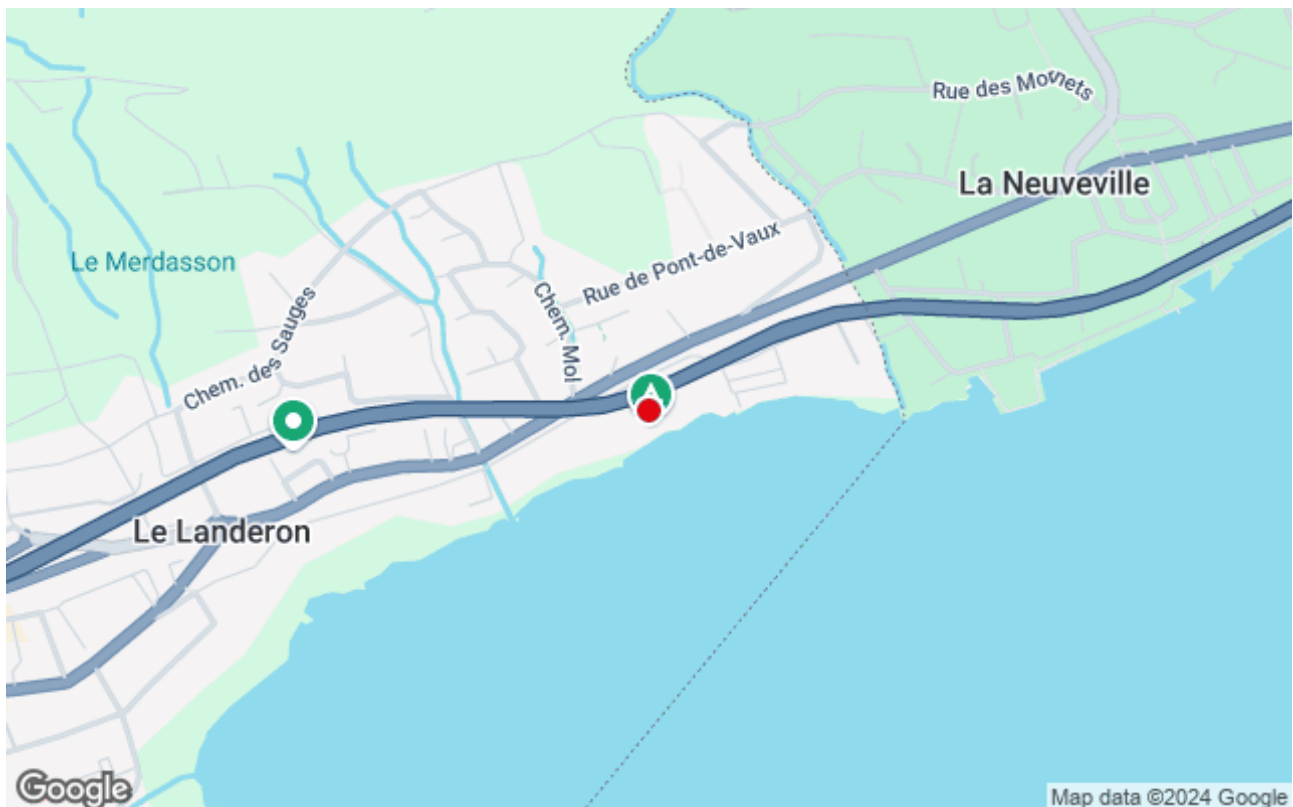 Rue des Mornets
La Neuveville
Rue de Pont-de-Vaux
Le Merdasson
Chem. Mol
Chem. des Sauges
Le Landeron
Google
Map data ©2024 Google